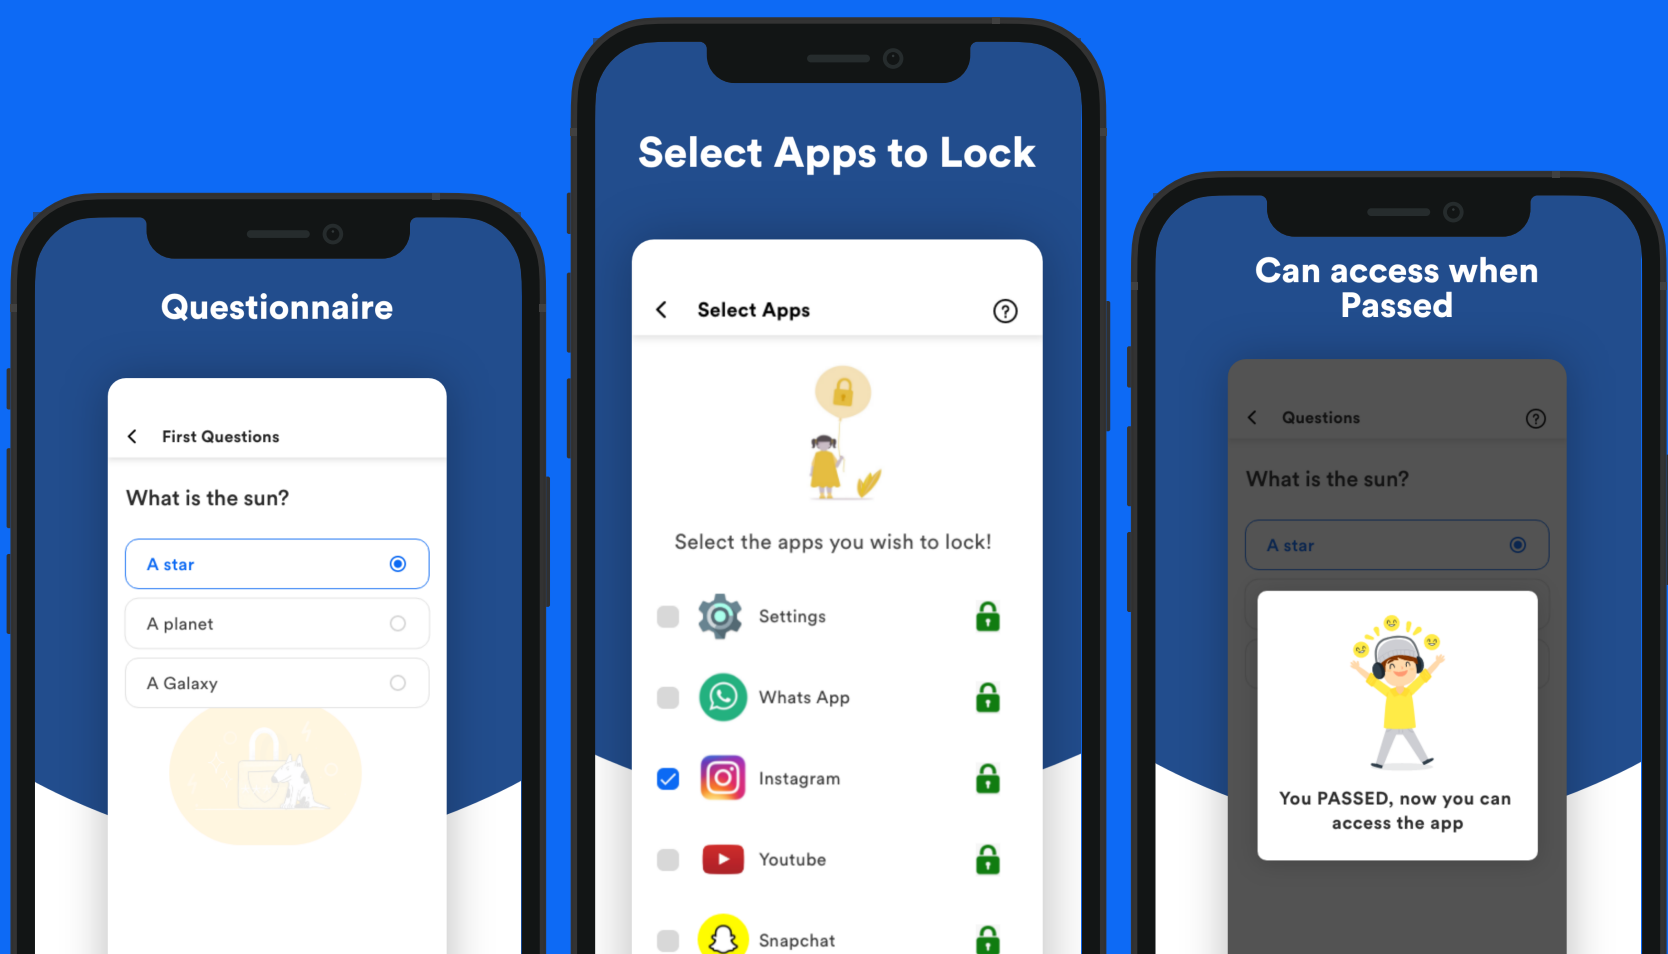 Questionnaire
First Questions
What is the sun?
A star
A planet
A Galaxy
Select Apps to Lock
Select Apps
?
Select the apps you wish to lock!
Settings
Whats App
Instagram
Youtube
Snapchat
Can access when
Passed
Questions
?
What is the sun?
A star
You PASSED, now you can
access the app